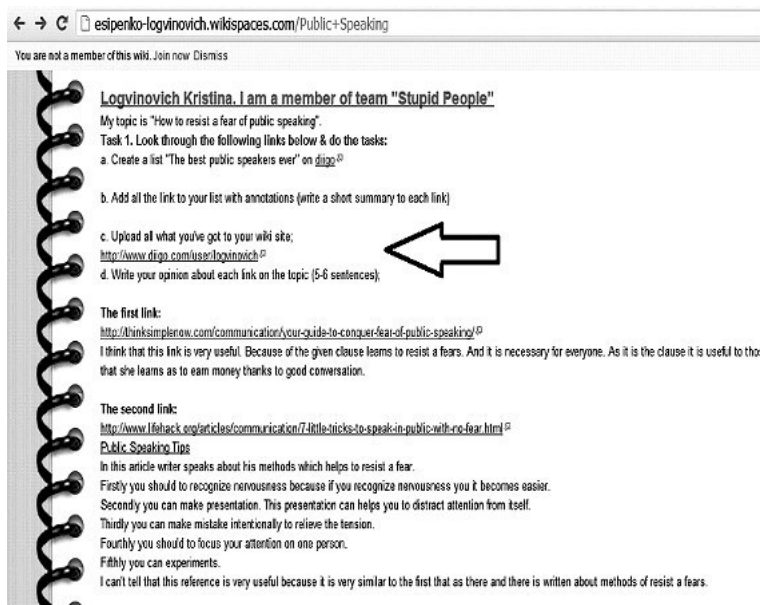 esipenko-logvinovich.wikispaces.com/Public+Speaking
You are not a member of this wiki. Join now Dismiss
Logvinovich Kristina. I am a member of team "Stupid People"
My topic is "How to resist a fear of public speaking".
Task 1. Look through the following links below & do the tasks:
a. Create a list "The best public speakers ever" on diigo
b. Add all the link to your list with annotations (write a short summary to each link)
c. Upload all what you've got to your wiki site;
http://www.diigo.com/user/logvinovich
d. Write your opinion about each link on the topic (5-6 sentences);
The first link:
http://thinksimplenow.com/communication/your-guide-to-conquer-fear-of-public-speaking/
I think that this link is very useful. Because of the given clause learns to resist a fears. And it is necessary for everyone. As it is the clause it is useful to
that she learns as to earn money thanks to good conversation.
The second link:
http://www.lifehack.org/articles/communication/7-little-tricks-to-speak-in-public-with-no-fear.html
Public Speaking Tips
In this article writer speaks about his methods which helps to resist a fear.
Firstly you should to recognize nervousness because if you recognize nervousness you it becomes easier.
Secondly you can make presentation. This presentation can helps you to distract attention from itself.
Thirdly you can make mistake intentionally to relieve the tension.
Fourthly you should to focus your attention on one person.
Fifthly you can experiments.
I can't tell that this reference is very useful because it is very similar to the first that as there and there is written about methods of resist a fears.